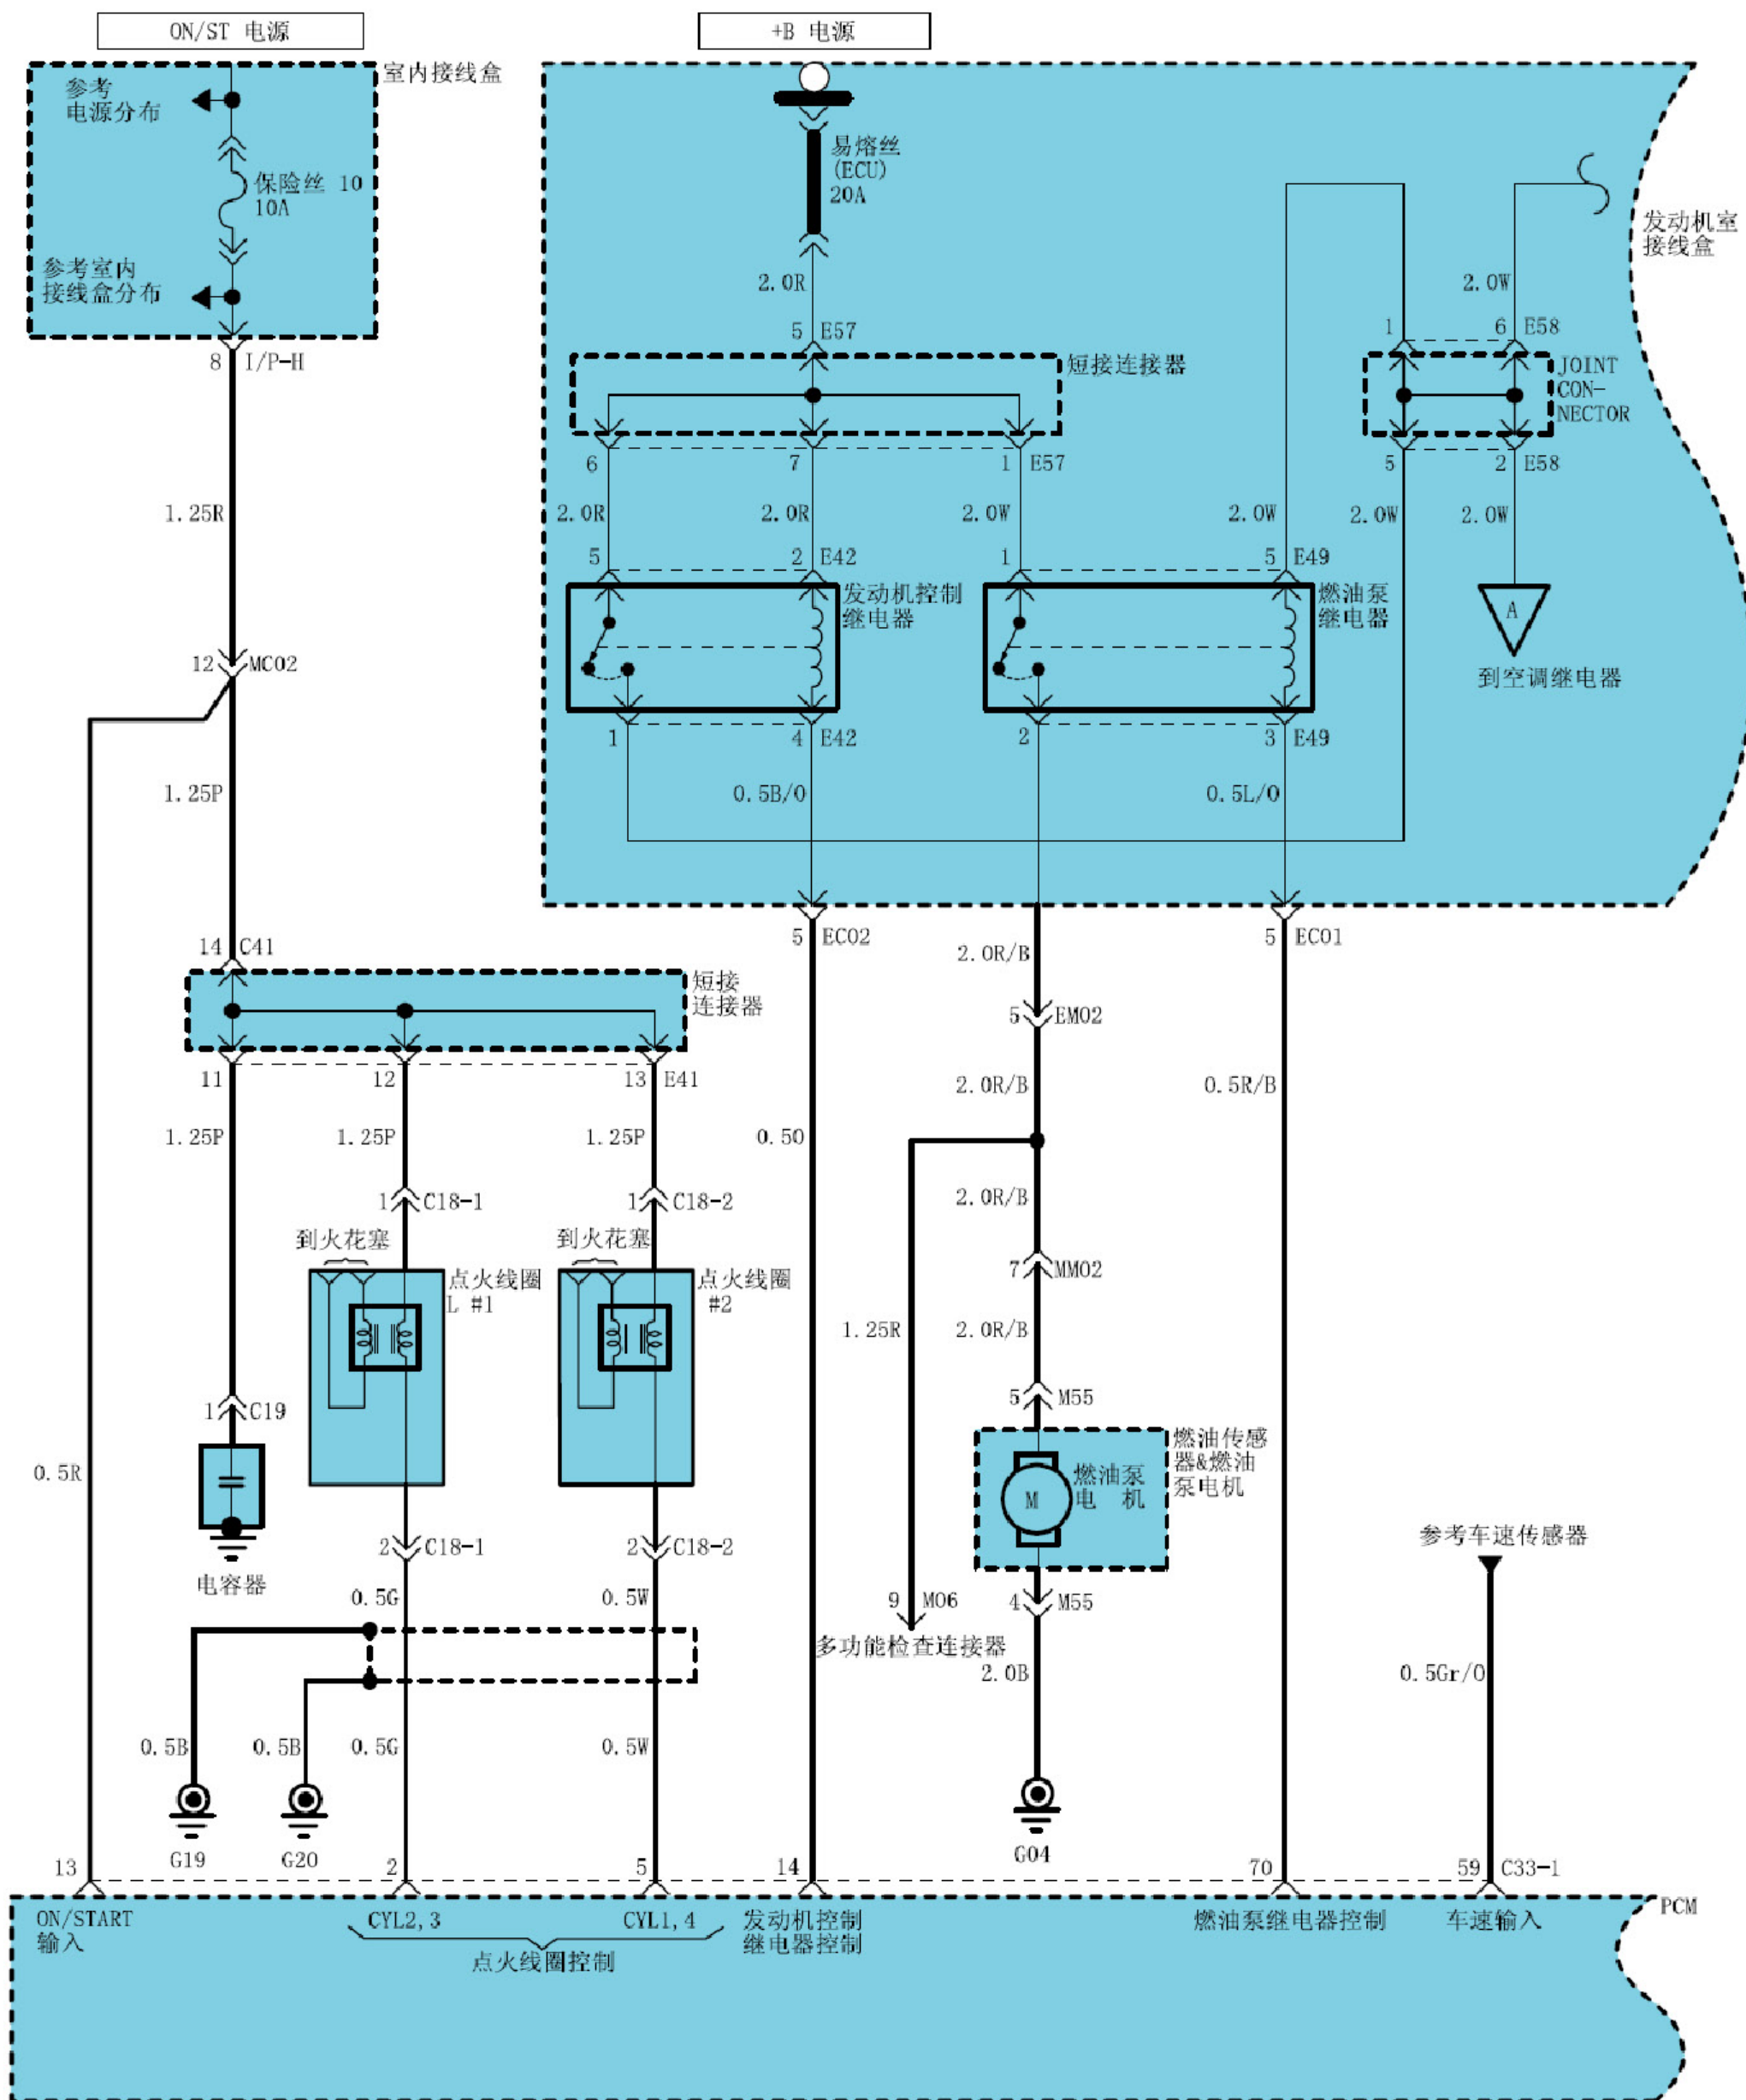 ON/ST 电源
+B 电源
室内接线盒
参考
电源分布
保险丝 10
10A
参考室内
接线盒分布
8 I/P-H
易熔丝
(ECU)
20A
发动机室
接线盒
2.0R
2.0W
5 E57
1
6 E58
短接连接器
JOINT
CON-
NECTOR
6
7
1 E57
5
2 E58
1.25R
2.0R
2.0R
2.0W
2.0W
2.0W
2.0W
5
2 E42
1
5 E49
发动机控制
继电器
燃油泵
继电器
A
到空调继电器
12 MC02
1
4 E42
2
3 E49
1.25P
0.5B/O
0.5L/O
14 C41
5 EC02
2.0R/B
5 EC01
短接
连接器
5 EM02
11
12
13 E41
2.0R/B
0.5R/B
1.25P
1.25P
1.25P
0.5O
1 C18-1
1 C18-2
2.0R/B
到火花塞
到火花塞
点火线圈
L #1
点火线圈
#2
7 MM02
1.25R
2.0R/B
1 C19
5 M55
0.5R
燃油传感
器&燃油
泵电机
M
燃油泵
电 机
2 C18-1
2 C18-2
参考车速传感器
电容器
0.5G
0.5W
9 M06
4 M55
多功能检查连接器
2.0B
0.5Gr/O
0.5B
0.5B
0.5G
0.5W
G19
G20
G04
13
2
5
14
70
59 C33-1
PCM
ON/START
输入
CYL2,3
CYL1,4
点火线圈控制
发动机控制
继电器控制
燃油泵继电器控制
车速输入